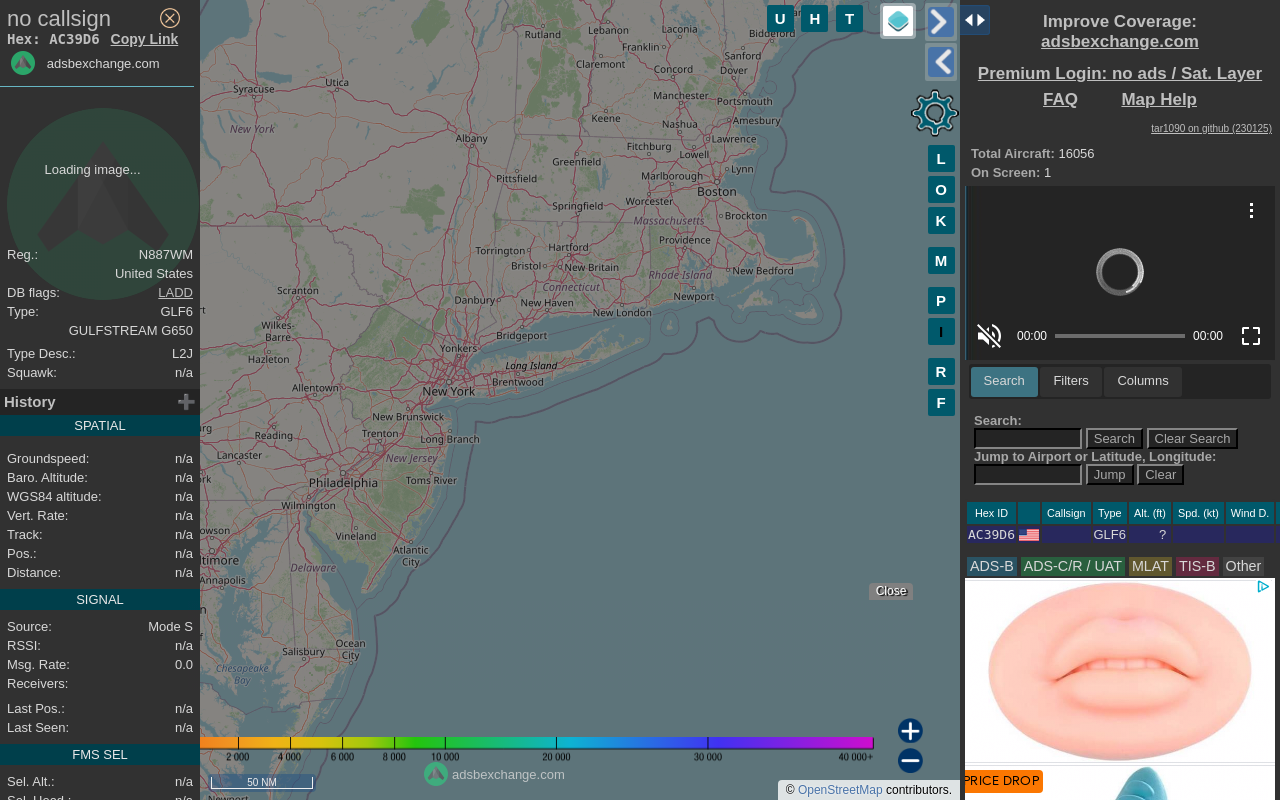 no callsign
Hex: AC39D6 Copy Link
adsbexchange.com
Loading image...
Reg.: N887WM
United States
DB flags: LADD
Type: GLF6
GULFSTREAM G650
Type Desc.: L2J
Squawk: n/a
History
SPATIAL
Groundspeed: n/a
Baro. Altitude: n/a
WGS84 altitude: n/a
Vert. Rate: n/a
Track: n/a
Pos.: n/a
Distance: n/a
SIGNAL
Source: Mode S
RSSI: n/a
Msg. Rate: 0.0
Receivers:
Last Pos.: n/a
Last Seen: n/a
FMS SEL
Sel. Alt.: n/a
U H T
L
O
K
M
P
I
R
F
Rutland
Lebanon
Laconia
Biddeford
Franklin
Sanford
Claremont
Concord
Dover
Utica
Syracuse
Manchester
Portsmouth
Keene
Amesbury
New York
Albany
Nashua
Lawrence
Fitchburg
Lowell
Greenfield
Lynn
Pittsfield
Marlborough
Boston
Springfield
Worcester
Massachusetts
Brockton
Providence
Torrington
Hartford
Bristol
New Britain
Rhode Island
New Bedford
Connecticut
Scranton
Danbury
New Haven
Newport
New London
Wilkes-
Barre
Bridgeport
Hazleton
Yonkers
Long Island
Allentown
New York
Brentwood
New Brunswick
Reading
Trenton
Long Branch
Lancaster
New Jersey
Philadelphia
Toms River
Wilmington
Vineland
Atlantic
City
Annapolis
Delaware
Salisbury
Ocean
City
Chesapeake
Bay
Close
2 000 4 000 6 000 8 000 10 000 20 000 30 000 40 000+
50 NM
adsbexchange.com
© OpenStreetMap contributors.
Improve Coverage:
adsbexchange.com
Premium Login: no ads / Sat. Layer
FAQ Map Help
tar1090 on github (230125)
Total Aircraft: 16056
On Screen: 1
00:00 00:00
Search Filters Columns
Search:
Search Clear Search
Jump to Airport or Latitude, Longitude:
Jump Clear
Hex ID Callsign Type Alt. (ft) Spd. (kt) Wind D.
AC39D6 GLF6 ?
ADS-B ADS-C/R / UAT MLAT TIS-B Other
PRICE DROP